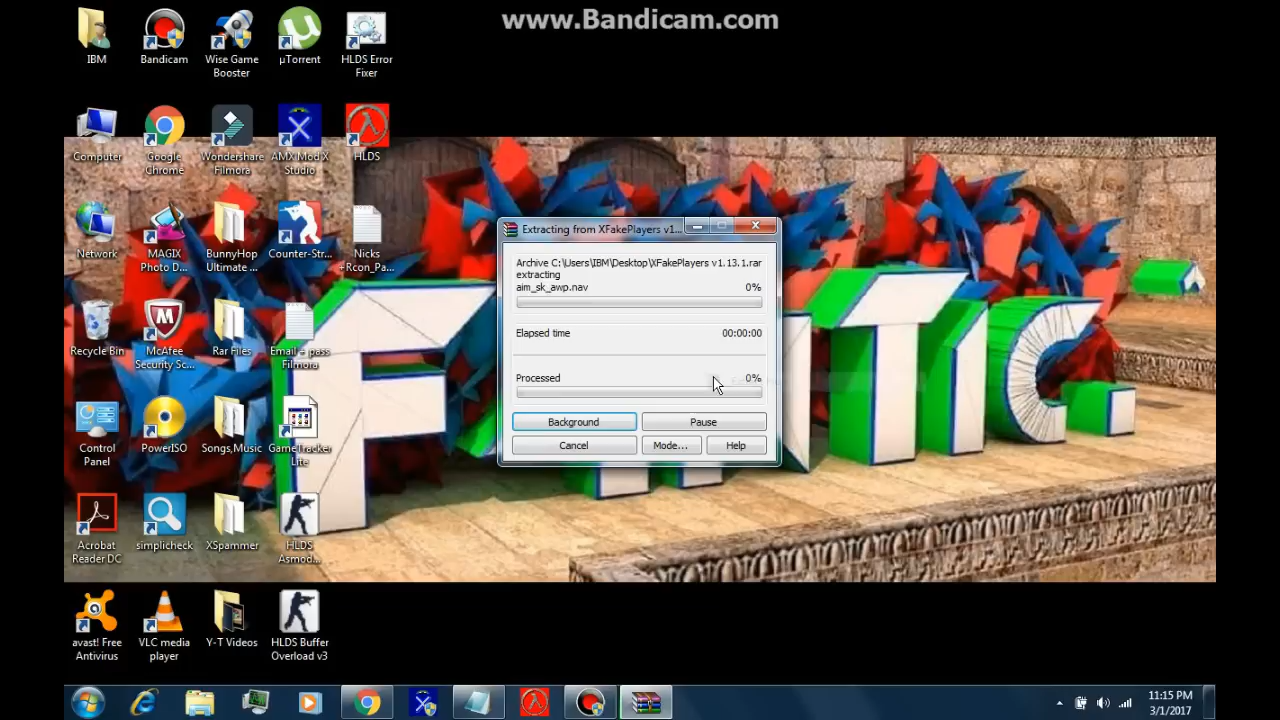 www.Bandicam.com
IBM
Bandicam
Wise Game
Booster
µTorrent
HLDS Error
Fixer
Computer
Google
Chrome
Wondershare
Filmora
AMX Mod X
Studio
HLDS
Network
MAGIX
Photo D...
BunnyHop
Ultimate ...
Counter-Str...
Nicks
+Rcon_Pa...
Recycle Bin
McAfee
Security Sc...
Rar Files
Email + pass
Filmora
Control
Panel
PowerISO
Songs,Music
GameTracker
Lite
Acrobat
Reader DC
simplicheck
XSpammer
HLDS
Asmod...
avast! Free
Antivirus
VLC media
player
Y-T Videos
HLDS Buffer
Overload v3
Extracting from XFakePlayers v1...
Archive C:\Users\IBM\Desktop\XFakePlayers v1.13.1.rar
extracting
aim_sk_awp.nav 0%
Elapsed time 00:00:00
Processed 0%
Background Pause
Cancel Mode... Help
11:15 PM
3/1/2017